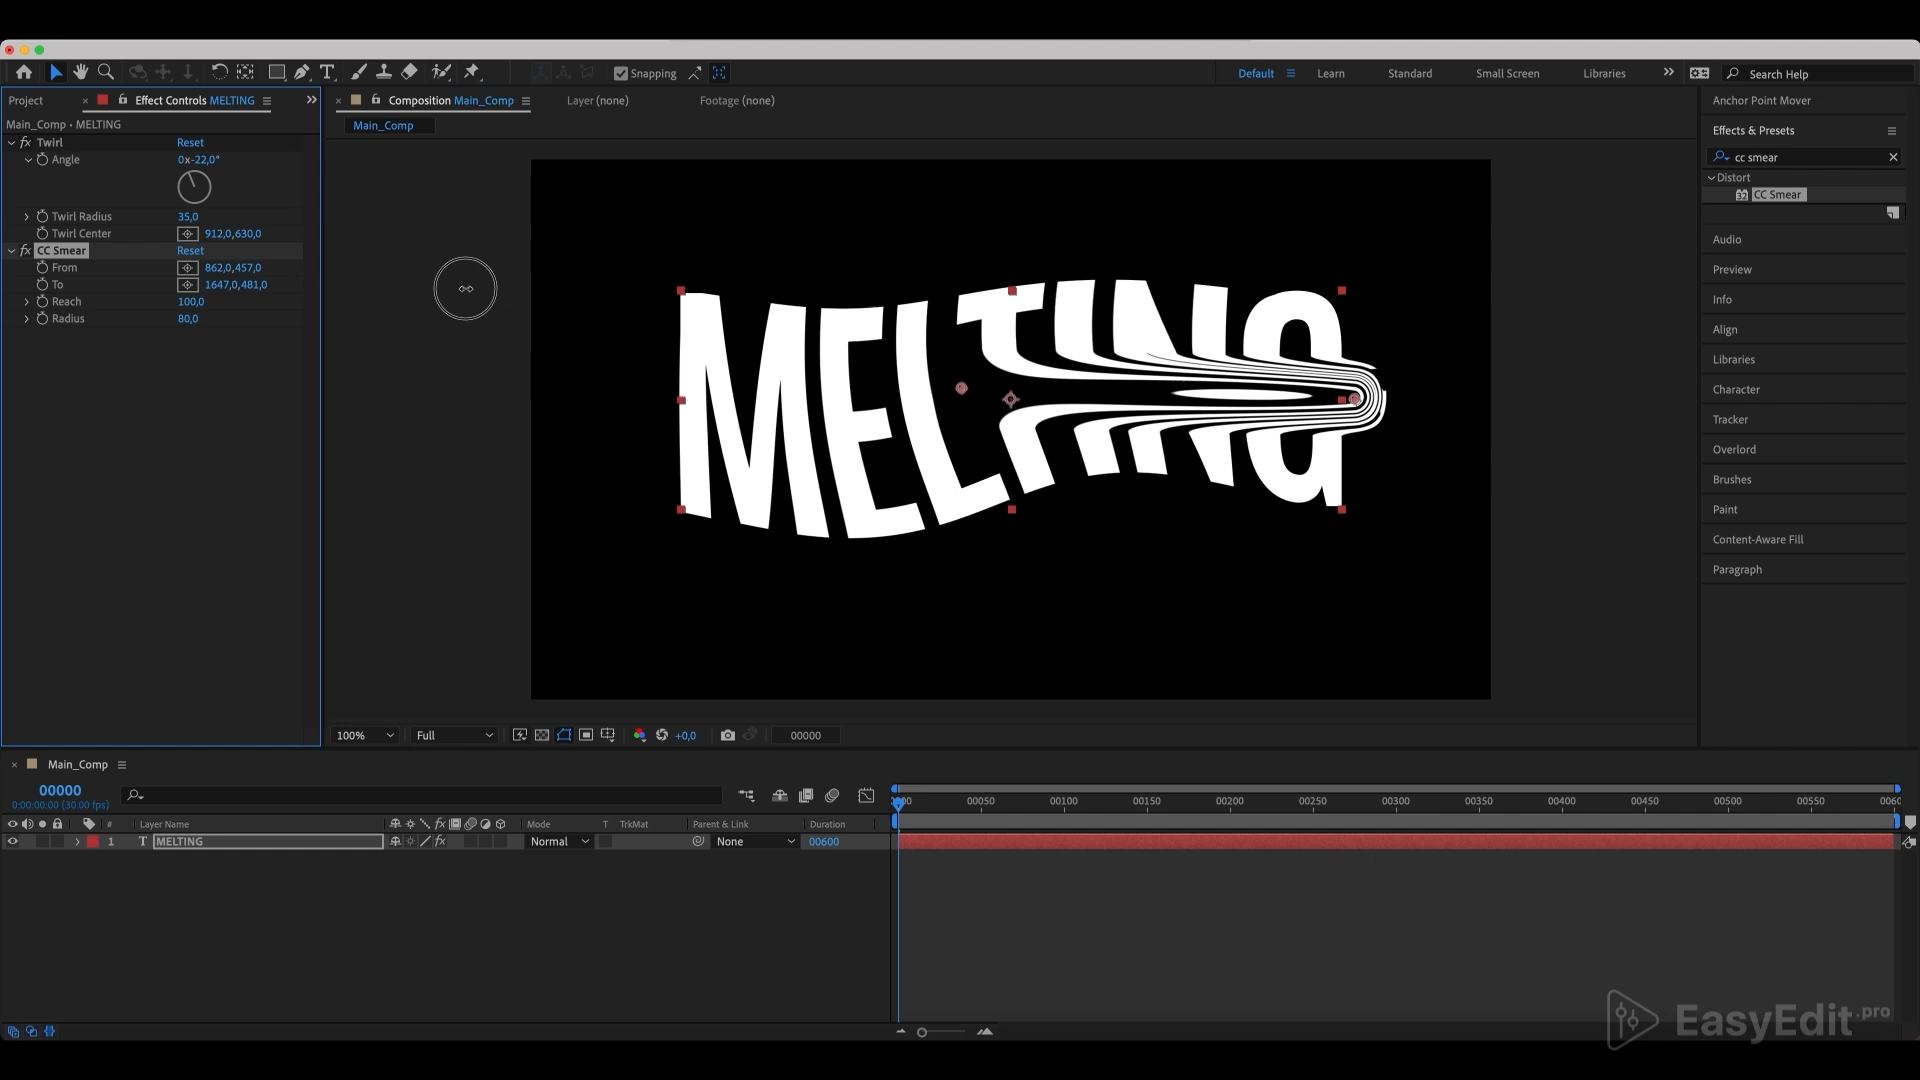 Snapping
Default
Learn
Standard
Small Screen
Libraries
Search Help
Project
Effect Controls MELTING
Composition Main_Comp
Layer (none)
Footage (none)
Main_Comp • MELTING
Main_Comp
fx Twirl Reset
Angle 0x-22,0°
Twirl Radius 35,0
Twirl Center 912,0,630,0
fx CC Smear Reset
From 862,0,457,0
To 1647,0,481,0
Reach 100,0
Radius 80,0
MELTING
Anchor Point Mover
Effects & Presets
cc smear
Distort
32 CC Smear
Audio
Preview
Info
Align
Libraries
Character
Tracker
Overlord
Brushes
Paint
Content-Aware Fill
Paragraph
100% Full +0,0 00000
Main_Comp
00000
0:00:00:00 (30.00 fps)
00050 00100 00150 00200 00250 00300 00350 00400 00450 00500 00550
# Layer Name fx Mode T TrkMat Parent & Link Duration
1 T MELTING fx Normal None 00600
EasyEdit.pro